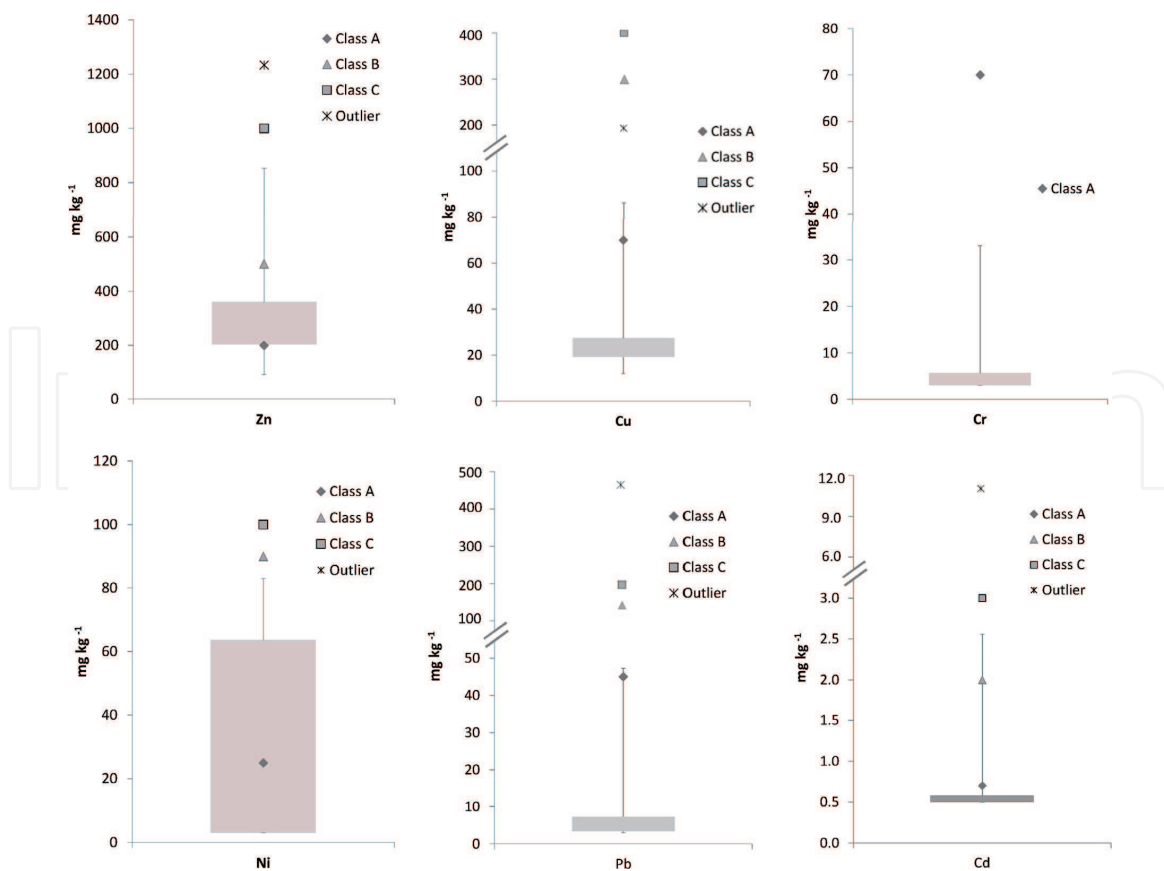 1400
1200
1000
800
600
400
200
0
mg kg -1
Class A
Class B
Class C
Outlier
Zn
400
300
200
100
80
60
40
20
0
mg kg -1
Class A
Class B
Class C
Outlier
Cu
80
70
60
50
40
30
20
10
0
mg kg -1
Class A
Cr
120
100
80
60
40
20
0
mg kg -1
Class A
Class B
Class C
Outlier
Ni
500
400
300
200
100
50
40
30
20
10
0
mg kg -1
Class A
Class B
Class C
Outlier
Pb
12.0
9.0
6.0
3.0
2.5
2.0
1.5
1.0
0.5
0.0
mg kg -1
Class A
Class B
Class C
Outlier
Cd